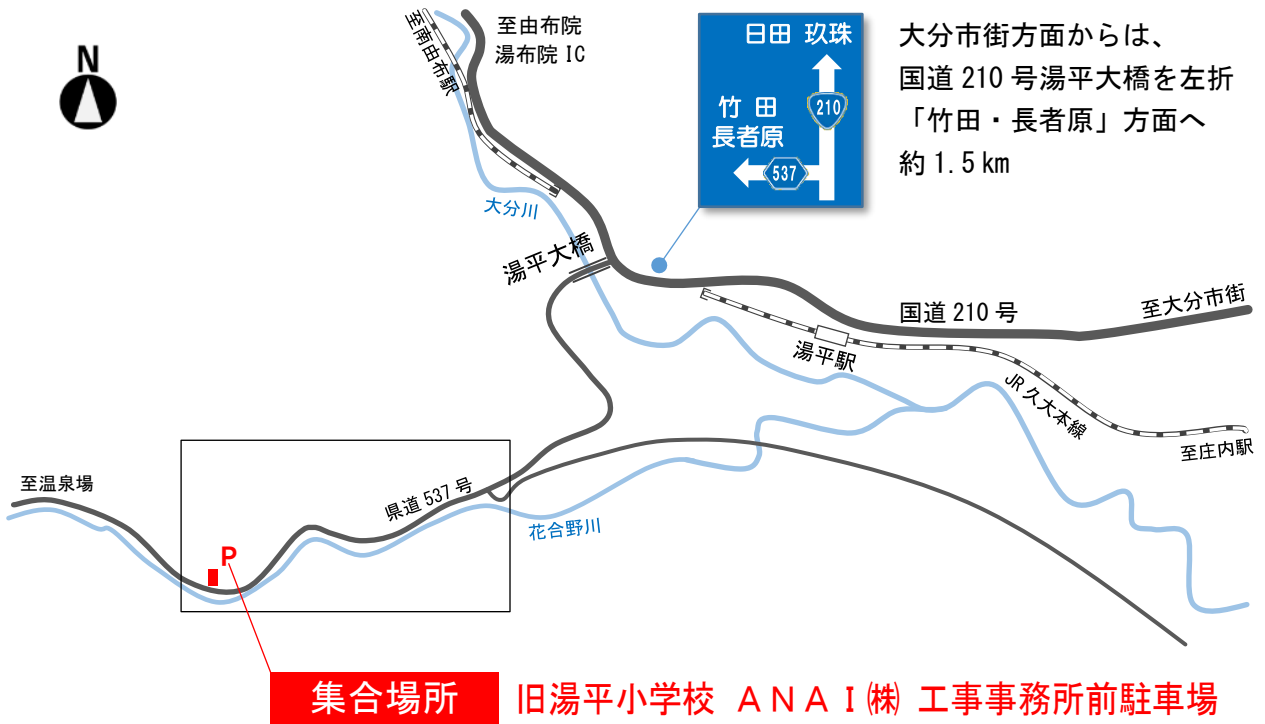 N
至由布院
湯布院 IC
至南由布駅
日田 玖珠
210
竹田
長者原
537
大分市街方面からは、
国道 210 号湯平大橋を左折
「竹田・長者原」方面へ
約 1.5 km
大分川
湯平大橋
国道 210 号
至大分市街
湯平駅
JR 久大本線
至庄内駅
至温泉場
県道 537 号
花合野川
P
集合場所 旧湯平小学校 ＡＮＡＩ㈱ 工事事務所前駐車場